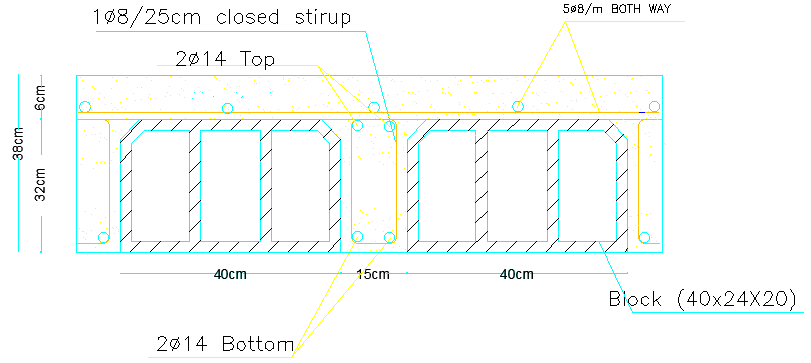 1ø8/25cm closed stirup
5ø8/m BOTH WAY
2ø14 Top
6cm
38cm
32cm
40cm
15cm
40cm
Block (40x24X20)
2ø14 Bottom